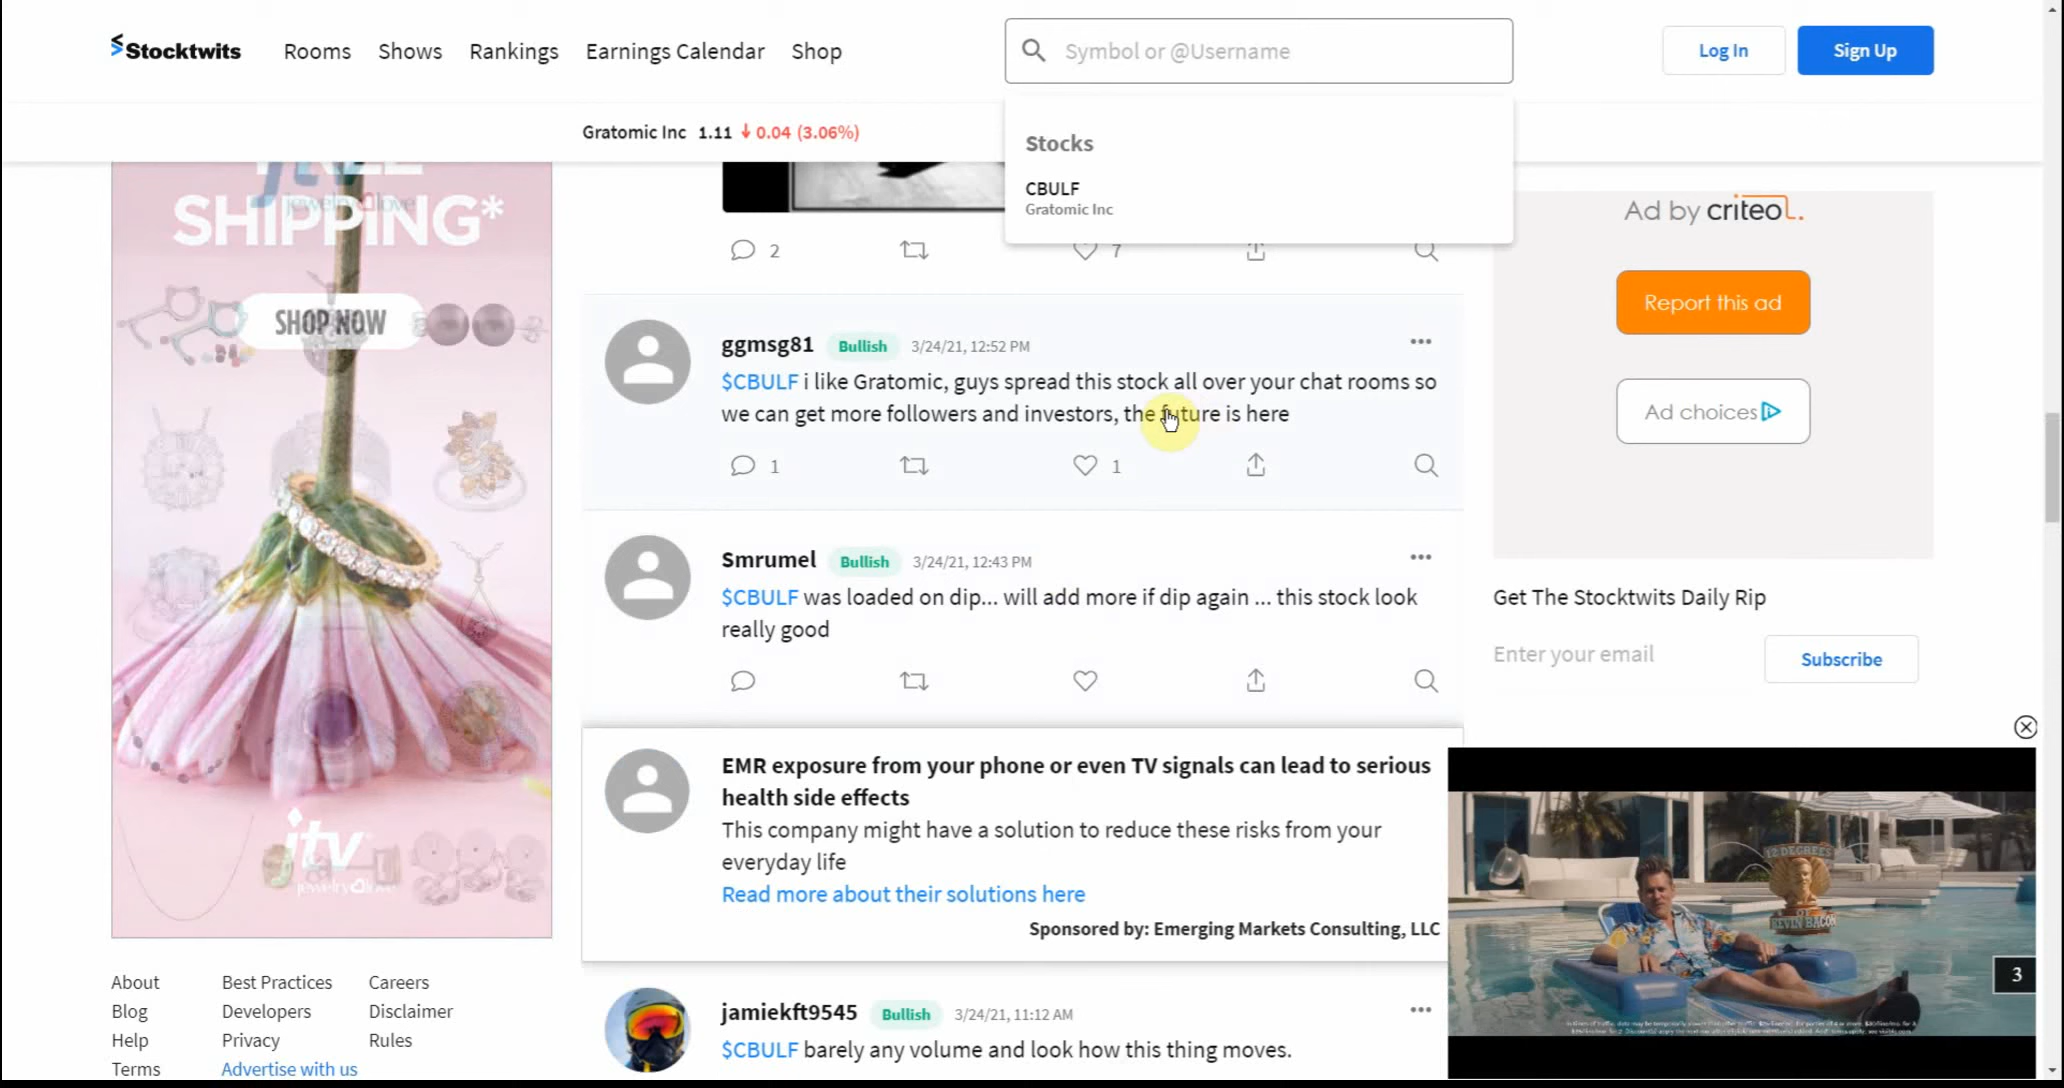 Stocktwits
Rooms
Shows
Rankings
Earnings Calendar
Shop
Symbol or @Username
Log In
Sign Up
Gratomic Inc 1.11 0.04 (3.06%)
Stocks
CBULF
Gratomic Inc
SHIPPING*
SHOP NOW
jtv
2
7
Ad by criteo
Report this ad
Ad choices
ggmsg81 Bullish 3/24/21, 12:52 PM
$CBULF i like Gratomic, guys spread this stock all over your chat rooms so
we can get more followers and investors, the future is here
1
1
Smrumel Bullish 3/24/21, 12:43 PM
$CBULF was loaded on dip... will add more if dip again ... this stock look
really good
Get The Stocktwits Daily Rip
Enter your email
Subscribe
EMR exposure from your phone or even TV signals can lead to serious
health side effects
This company might have a solution to reduce these risks from your
everyday life
Read more about their solutions here
Sponsored by: Emerging Markets Consulting, LLC
12 DEGREES
OF
KEVIN BACON
3
jamiekft9545 Bullish 3/24/21, 11:12 AM
$CBULF barely any volume and look how this thing moves.
About
Best Practices
Careers
Blog
Developers
Disclaimer
Help
Privacy
Rules
Terms
Advertise with us